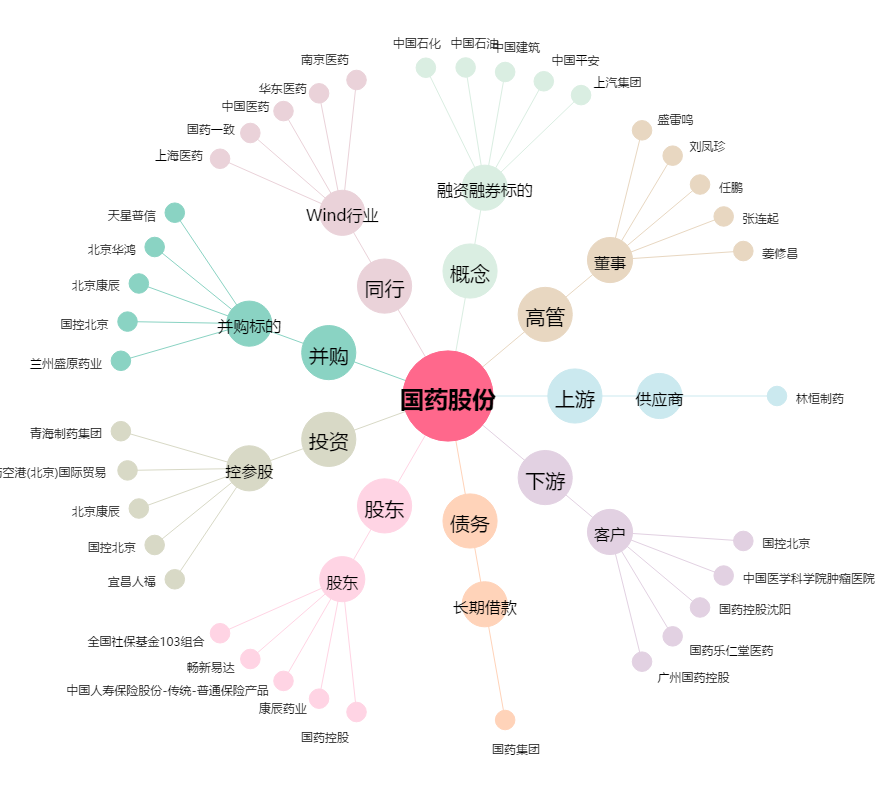 中国石化
中国石油
中国建筑
中国平安
上汽集团
融资融券标的
概念
南京医药
华东医药
中国医药
国药一致
上海医药
Wind行业
同行
盛雷鸣
刘凤珍
任鹏
张连起
姜修昌
董事
高管
天星普信
北京华鸿
北京康辰
国控北京
兰州盛原药业
并购标的
并购
国药股份
上游
供应商
林恒制药
青海制药集团
空港(北京)国际贸易
北京康辰
国控北京
宜昌人福
控参股
投资
下游
客户
国控北京
中国医学科学院肿瘤医院
国药控股沈阳
国药乐仁堂医药
广州国药控股
股东
股东
全国社保基金103组合
畅新易达
中国人寿保险股份-传统-普通保险产品
康辰药业
国药控股
债务
长期借款
国药集团